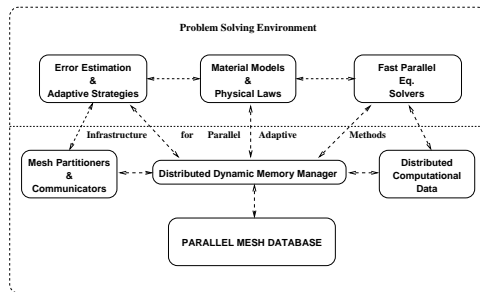 Problem Solving Environment
Error Estimation
&
Adaptive Strategies
Material Models
&
Physical Laws
Fast Parallel
Eq.
Solvers
Infrastructure for Parallel Adaptive Methods
Mesh Partitioners
&
Communicators
Distributed Dynamic Memory Manager
Distributed
Computational
Data
PARALLEL MESH DATABASE